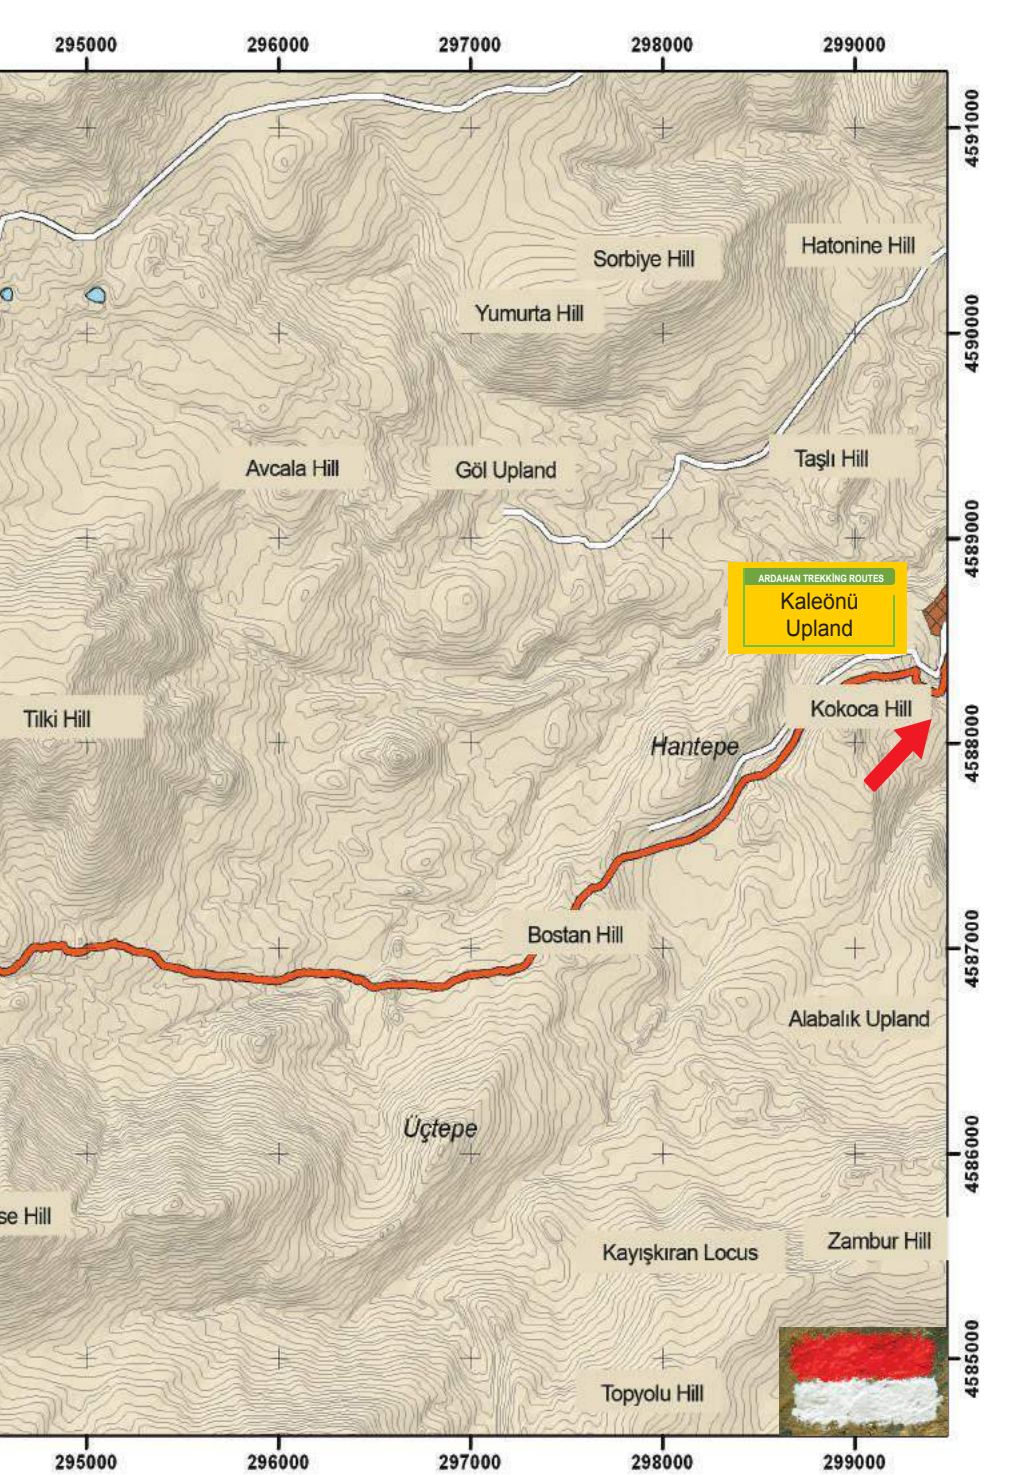 295000 296000 297000 298000 299000
4591000
Sorbiye Hill
Hatonine Hill
Yumurta Hill
4590000
Avcala Hill
Göl Upland
Taşlı Hill
4589000
ARDAHAN TREKKİNG ROUTES
Kaleönü
Upland
Tilki Hill
Kokoca Hill
Hantepe
4588000
Bostan Hill
4587000
Alabalık Upland
Üçtepe
4586000
se Hill
Kayışkıran Locus
Zambur Hill
4585000
Topyolu Hill
295000 296000 297000 298000 299000